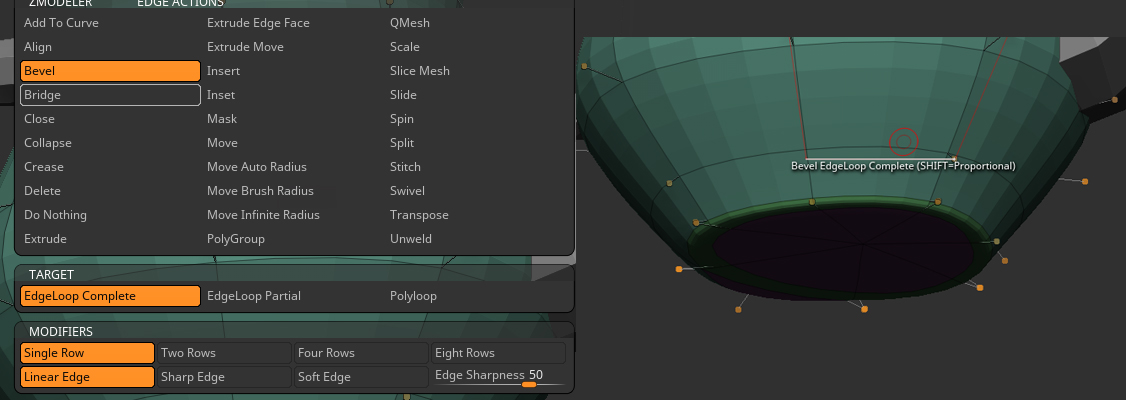 ZMODELER EDGE ACTIONS
Add To Curve Extrude Edge Face QMesh
Align Extrude Move Scale
Bevel Insert Slice Mesh
Bridge Inset Slide
Close Mask Spin
Collapse Move Split
Crease Move Auto Radius Stitch
Delete Move Brush Radius Swivel
Do Nothing Move Infinite Radius Transpose
Extrude PolyGroup Unweld
TARGET
EdgeLoop Complete EdgeLoop Partial Polyloop
MODIFIERS
Single Row Two Rows Four Rows Eight Rows
Linear Edge Sharp Edge Soft Edge Edge Sharpness 50
Bevel EdgeLoop Complete (SHIFT=Proportional)